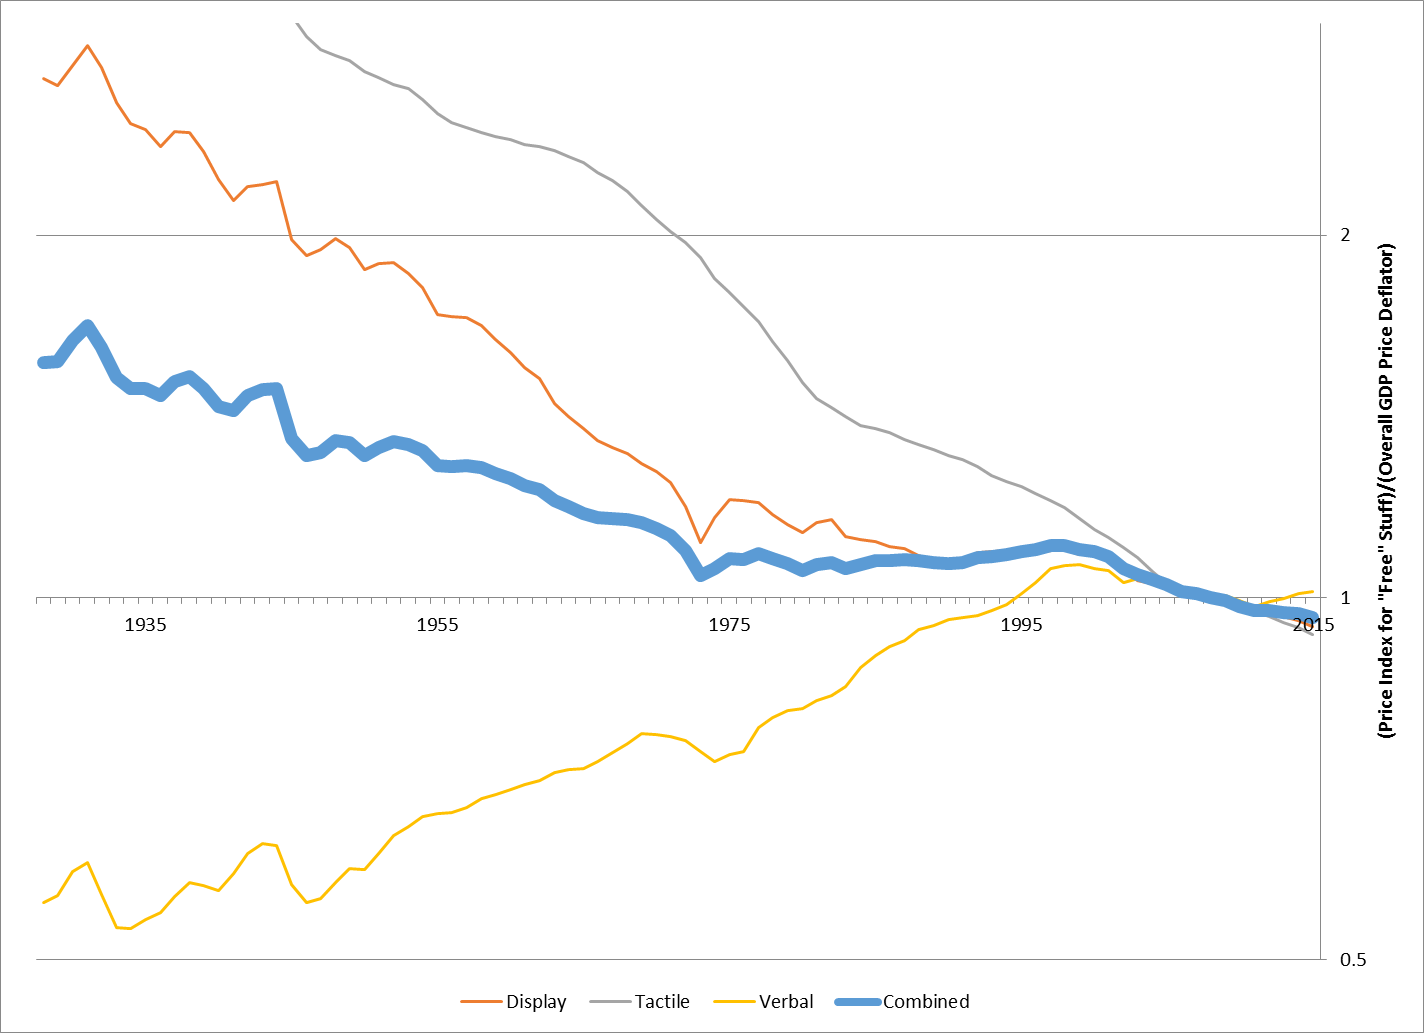 2
1
0.5
1935 1955 1975 1995 2015
(Price Index for "Free" Stuff)/(Overall GDP Price Deflator)
Display Tactile Verbal Combined